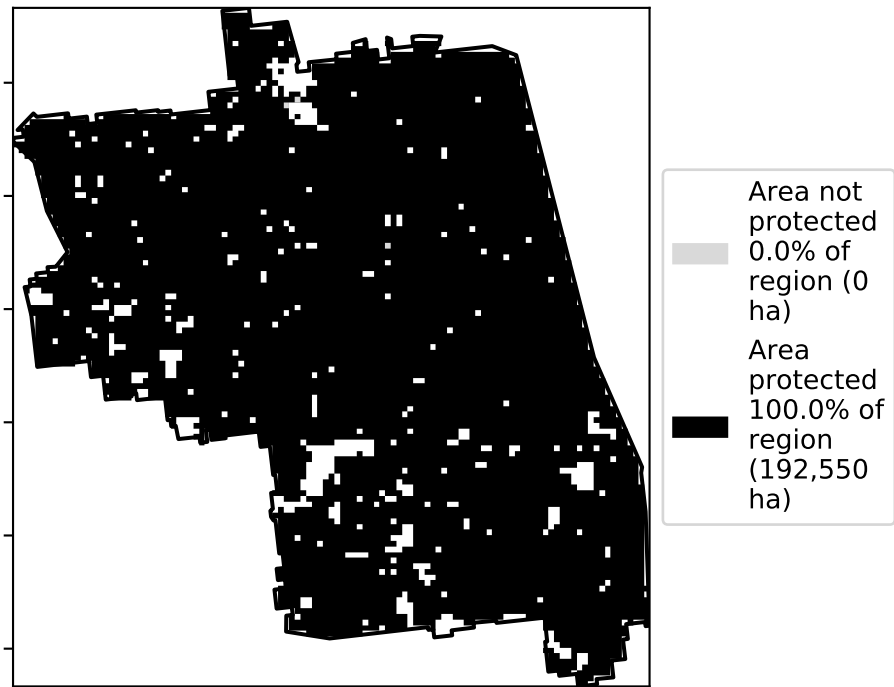 Area not
protected
0.0% of
region (0
ha)
Area
protected
100.0% of
region
(192,550
ha)